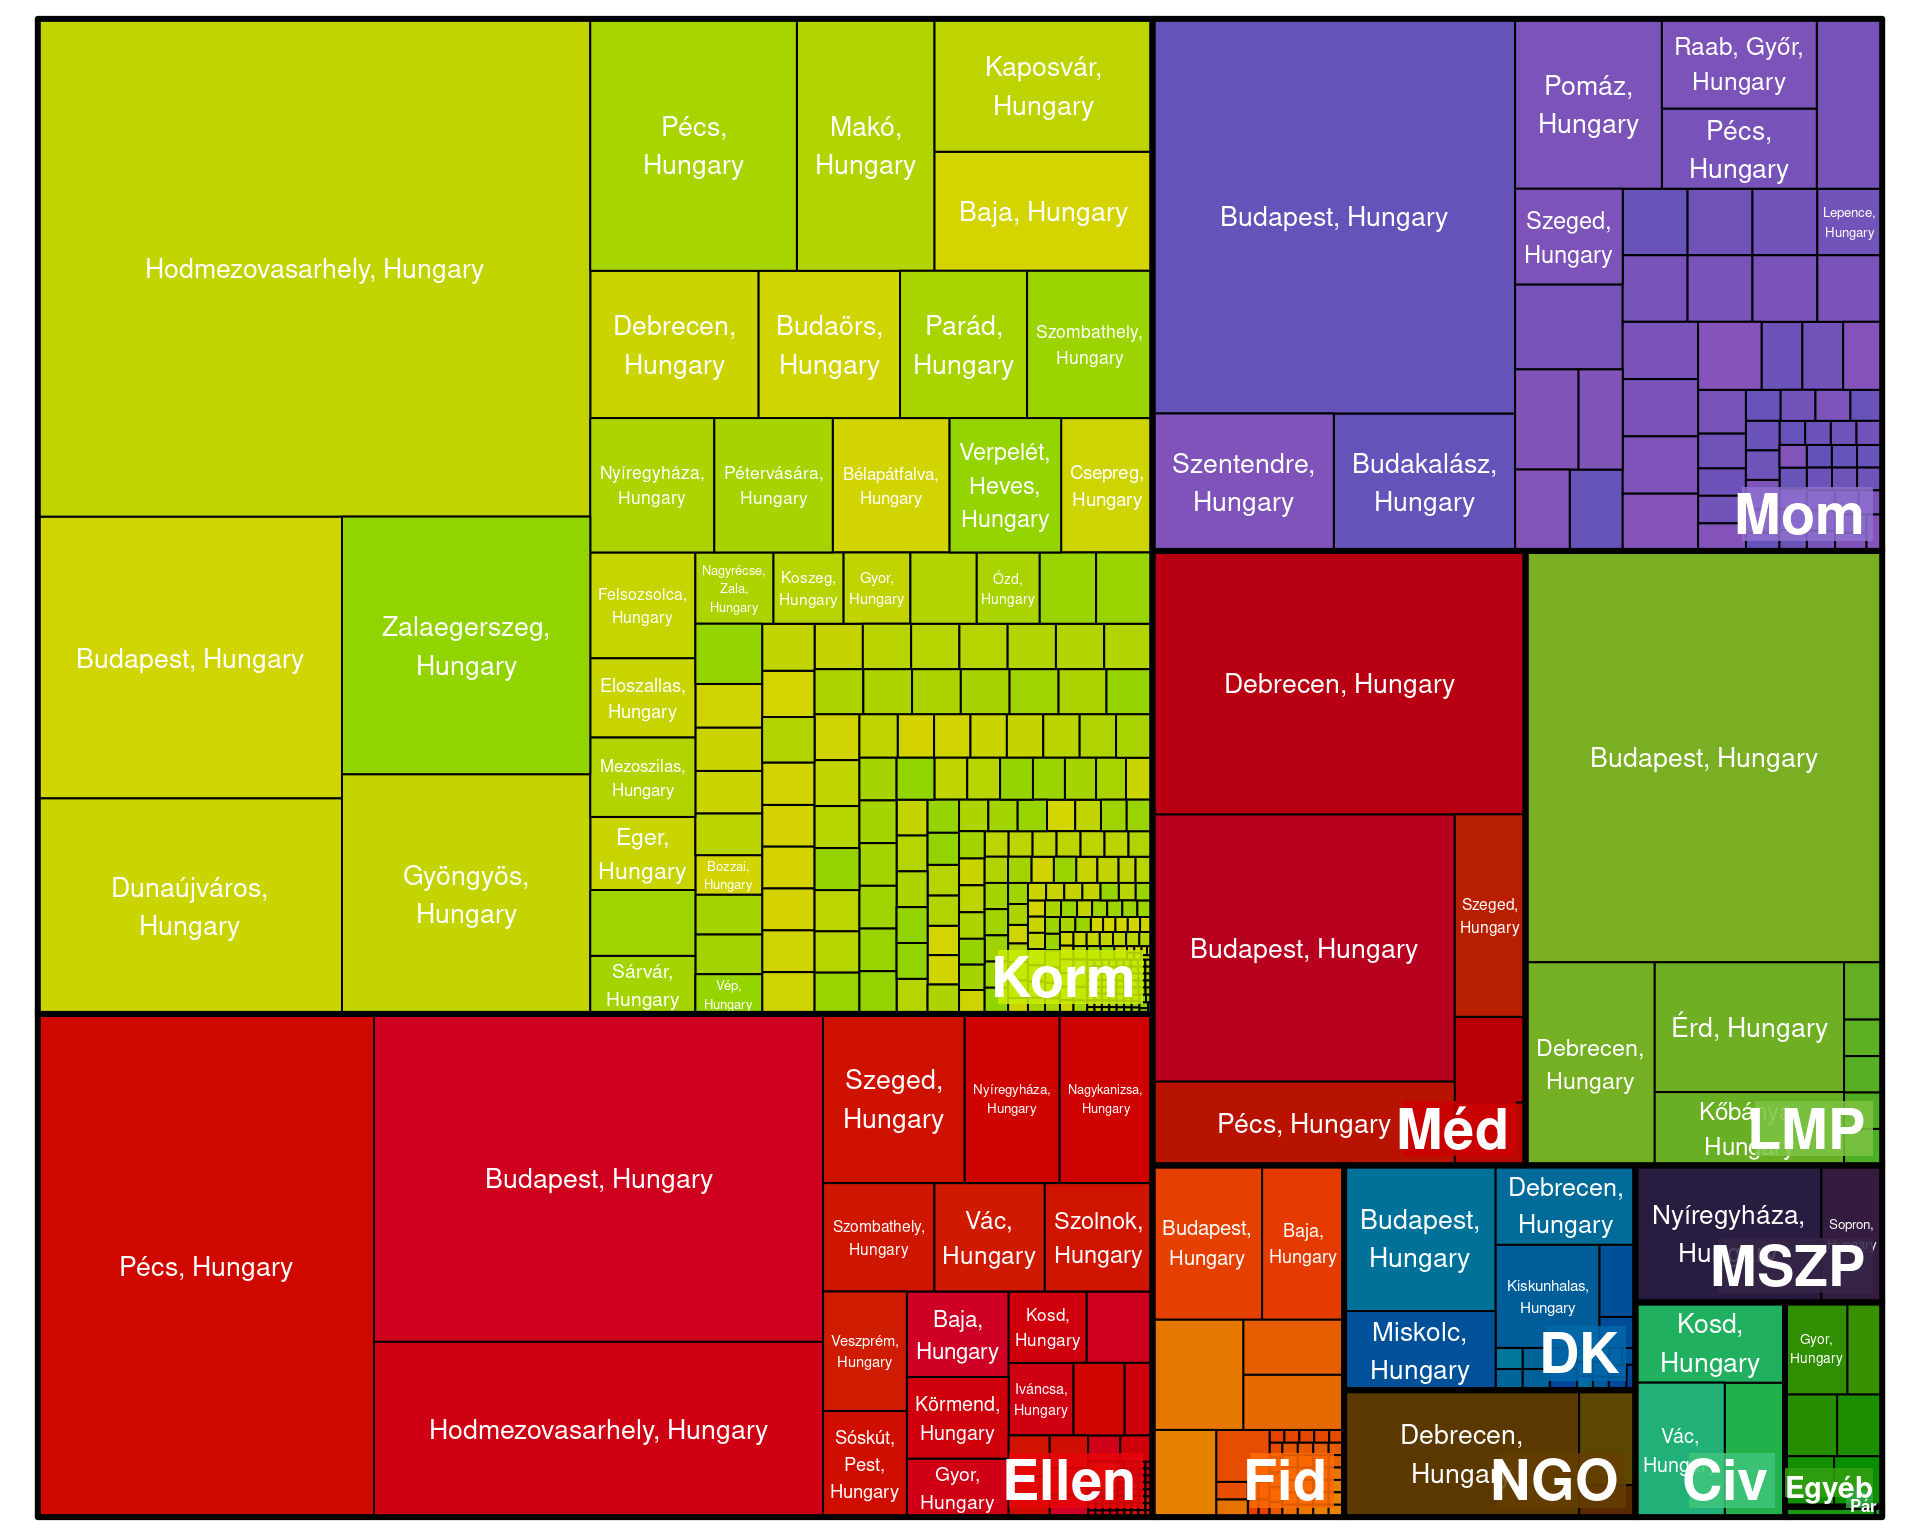 Hodmezovasarhely, Hungary
Pécs,
Hungary
Makó,
Hungary
Kaposvár,
Hungary
Baja, Hungary
Debrecen,
Hungary
Budaörs,
Hungary
Parád,
Hungary
Szombathely,
Hungary
Nyíregyháza,
Hungary
Pétervására,
Hungary
Bélapátfalva,
Hungary
Verpelét,
Heves,
Hungary
Csepreg,
Hungary
Budapest, Hungary
Zalaegerszeg,
Hungary
Dunaújváros,
Hungary
Gyöngyös,
Hungary
Felsozsolca,
Hungary
Nagyrécse,
Zala,
Hungary
Koszeg,
Hungary
Gyor,
Hungary
Ózd,
Hungary
Eloszallas,
Hungary
Mezoszilas,
Hungary
Eger,
Hungary
Bozzai,
Hungary
Sárvár,
Hungary
Vép,
Hungary
Korm
Budapest, Hungary
Pomáz,
Hungary
Raab, Győr,
Hungary
Pécs,
Hungary
Szeged,
Hungary
Lepence,
Hungary
Szentendre,
Hungary
Budakalász,
Hungary
Mom
Debrecen, Hungary
Budapest, Hungary
Szeged,
Hungary
Pécs, Hungary
Méd
Budapest, Hungary
Debrecen,
Hungary
Érd, Hungary
Kőbánya,
Hungary
LMP
Pécs, Hungary
Budapest, Hungary
Hodmezovasarhely, Hungary
Szeged,
Hungary
Nyíregyháza,
Hungary
Nagykanizsa,
Hungary
Szombathely,
Hungary
Vác,
Hungary
Szolnok,
Hungary
Veszprém,
Hungary
Baja,
Hungary
Kosd,
Hungary
Iváncsa,
Hungary
Körmend,
Hungary
Sóskút,
Pest,
Hungary
Gyor,
Hungary
Ellen
Budapest,
Hungary
Baja,
Hungary
Fid
Budapest,
Hungary
Debrecen,
Hungary
Kiskunhalas,
Hungary
Miskolc,
Hungary
DK
Nyíregyháza,
Hungary
Sopron,
Hungary
MSZP
Debrecen,
Hungary
NGO
Kosd,
Hungary
Vác,
Hungary
Civ
Gyor,
Hungary
Egyéb
Pár